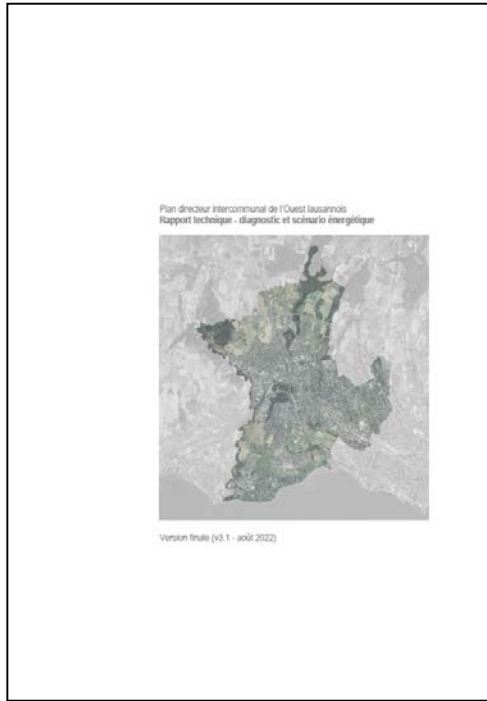 Plan directeur intercommunal de l'Ouest lausannois
Rapport technique - diagnostic et scénario énergétique
Version finale (v3.1 - août 2022)